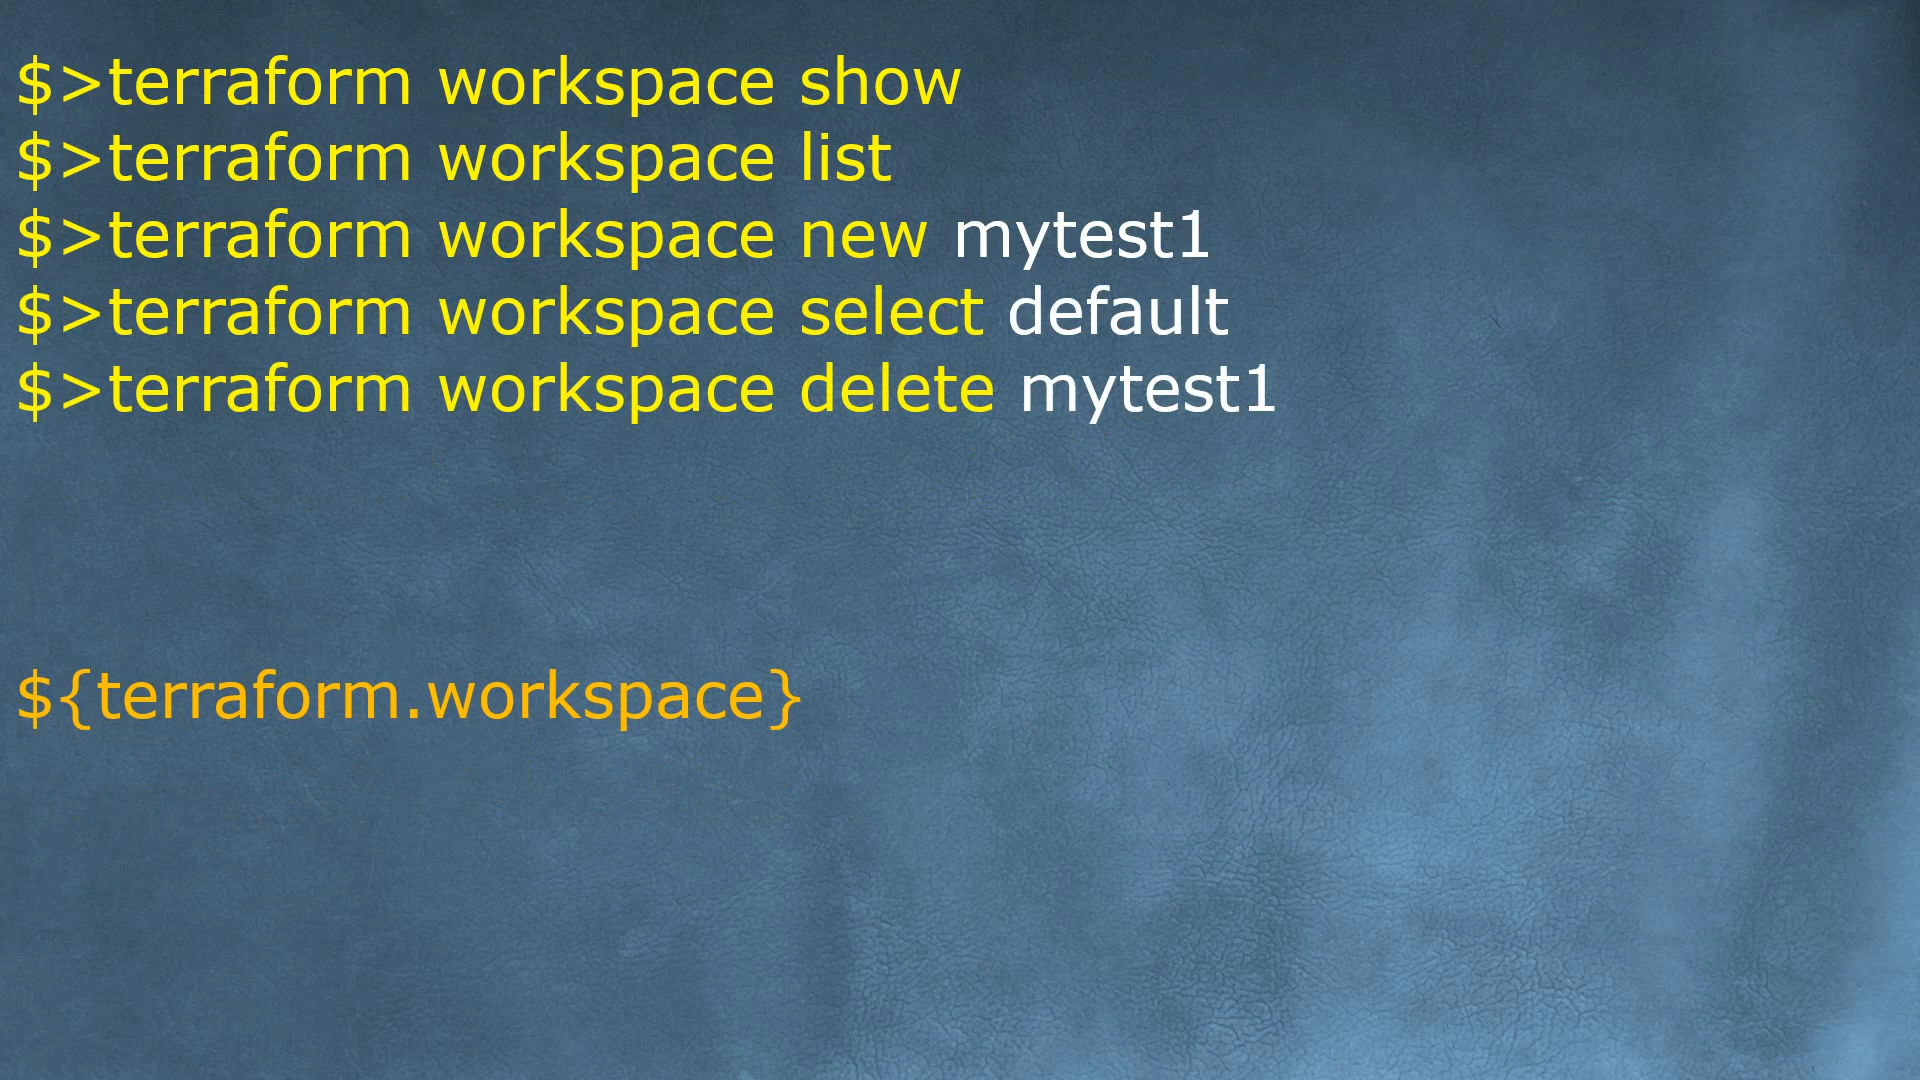 $>terraform workspace show
$>terraform workspace list
$>terraform workspace new mytest1
$>terraform workspace select default
$>terraform workspace delete mytest1
${terraform.workspace}